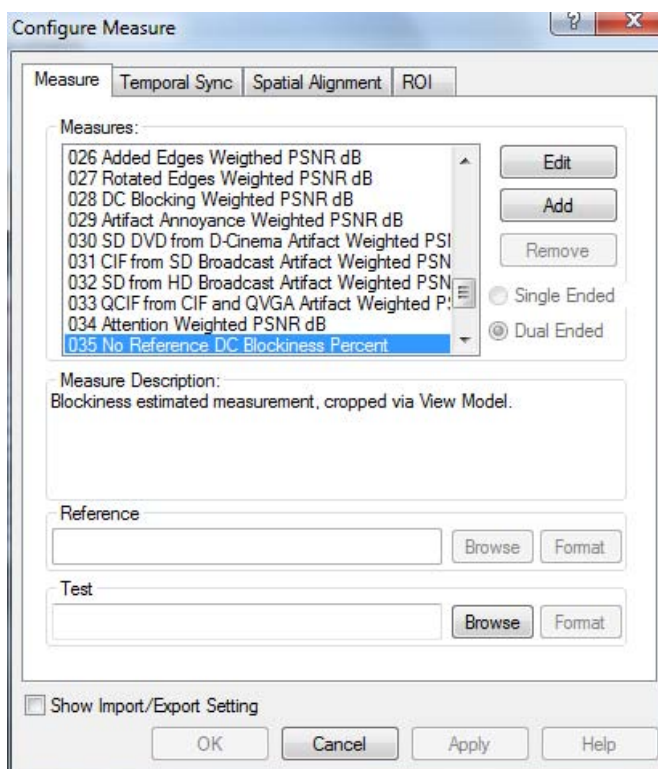 Configure Measure
?
X
Measure Temporal Sync Spatial Alignment ROI
Measures:
026 Added Edges Weigthed PSNR dB
027 Rotated Edges Weighted PSNR dB
028 DC Blocking Weighted PSNR dB
029 Artifact Annoyance Weighted PSNR dB
030 SD DVD from D-Cinema Artifact Weighted PSI
031 CIF from SD Broadcast Artifact Weighted PSN
032 SD from HD Broadcast Artifact Weighted PSN
033 QCIF from CIF and QVGA Artifact Weighted P
034 Attention Weighted PSNR dB
035 No Reference DC Blockiness Percent
Edit
Add
Remove
Single Ended
Dual Ended
Measure Description:
Blockiness estimated measurement, cropped via View Model.
Reference
Browse Format
Test
Browse Format
Show Import/Export Setting
OK Cancel Apply Help